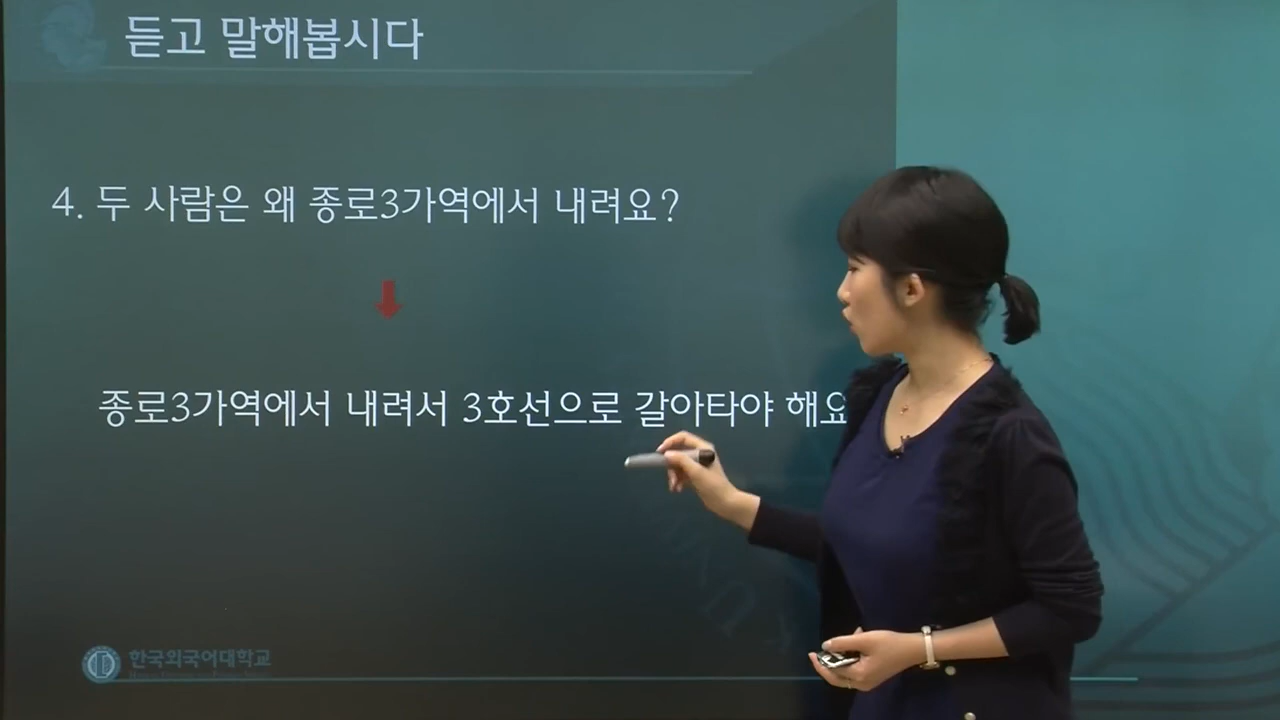 듣고 말해봅시다
4. 두 사람은 왜 종로3가역에서 내려요?
종로3가역에서 내려서 3호선으로 갈아타야 해요
한국외국어대학교